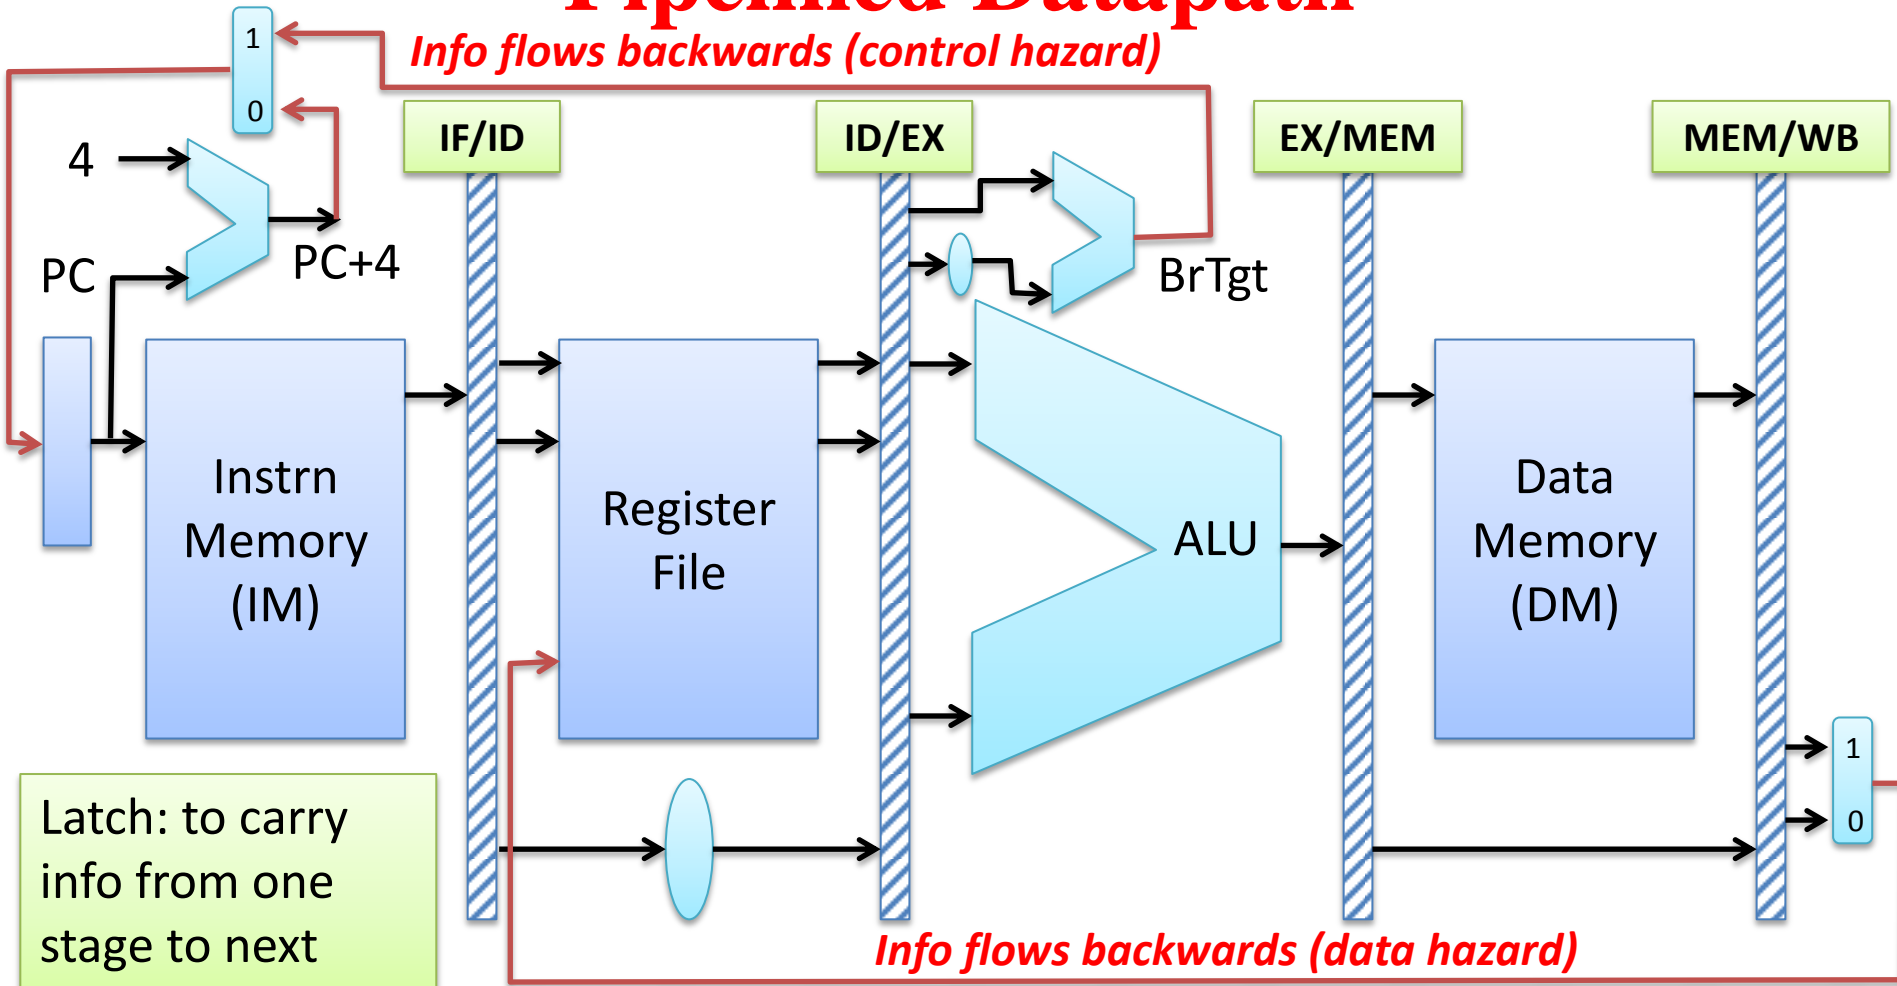 Pipelined Datapath
Info flows backwards (control hazard)
1
0
4
PC
PC+4
IF/ID
ID/EX
EX/MEM
MEM/WB
BrTgt
Instrn
Memory
(IM)
Register
File
ALU
Data
Memory
(DM)
1
0
Latch: to carry
info from one
stage to next
Info flows backwards (data hazard)